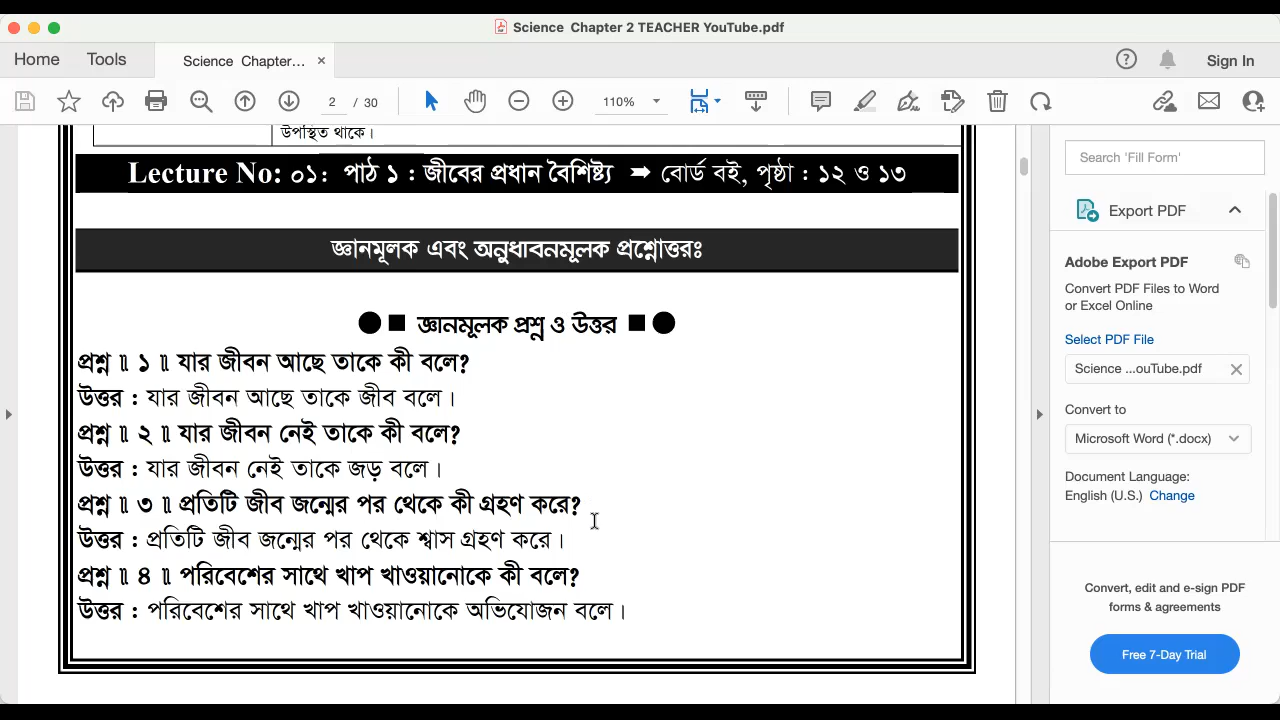 Science Chapter 2 TEACHER YouTube.pdf
Home Tools Science Chapter... × Sign In
2 / 30 110%
উপস্থিত থাকে।
Lecture No: ০১: পাঠ ১ : জীবের প্রধান বৈশিষ্ট্য ➡ বোর্ড বই, পৃষ্ঠা : ১২ ও ১৩
জ্ঞানমূলক এবং অনুধাবনমূলক প্রশ্নোত্তরঃ
●■ জ্ঞানমূলক প্রশ্ন ও উত্তর ■●
প্রশ্ন ॥ ১ ॥ যার জীবন আছে তাকে কী বলে?
উত্তর : যার জীবন আছে তাকে জীব বলে।
প্রশ্ন ॥ ২ ॥ যার জীবন নেই তাকে কী বলে?
উত্তর : যার জীবন নেই তাকে জড় বলে।
প্রশ্ন ॥ ৩ ॥ প্রতিটি জীব জন্মের পর থেকে কী গ্রহণ করে?
উত্তর : প্রতিটি জীব জন্মের পর থেকে শ্বাস গ্রহণ করে।
প্রশ্ন ॥ ৪ ॥ পরিবেশের সাথে খাপ খাওয়ানোকে কী বলে?
উত্তর : পরিবেশের সাথে খাপ খাওয়ানোকে অভিযোজন বলে।
Search 'Fill Form'
Export PDF
Adobe Export PDF
Convert PDF Files to Word
or Excel Online
Select PDF File
Science ...ouTube.pdf
Convert to
Microsoft Word (*.docx)
Document Language:
English (U.S.) Change
Convert, edit and e-sign PDF
forms & agreements
Free 7-Day Trial